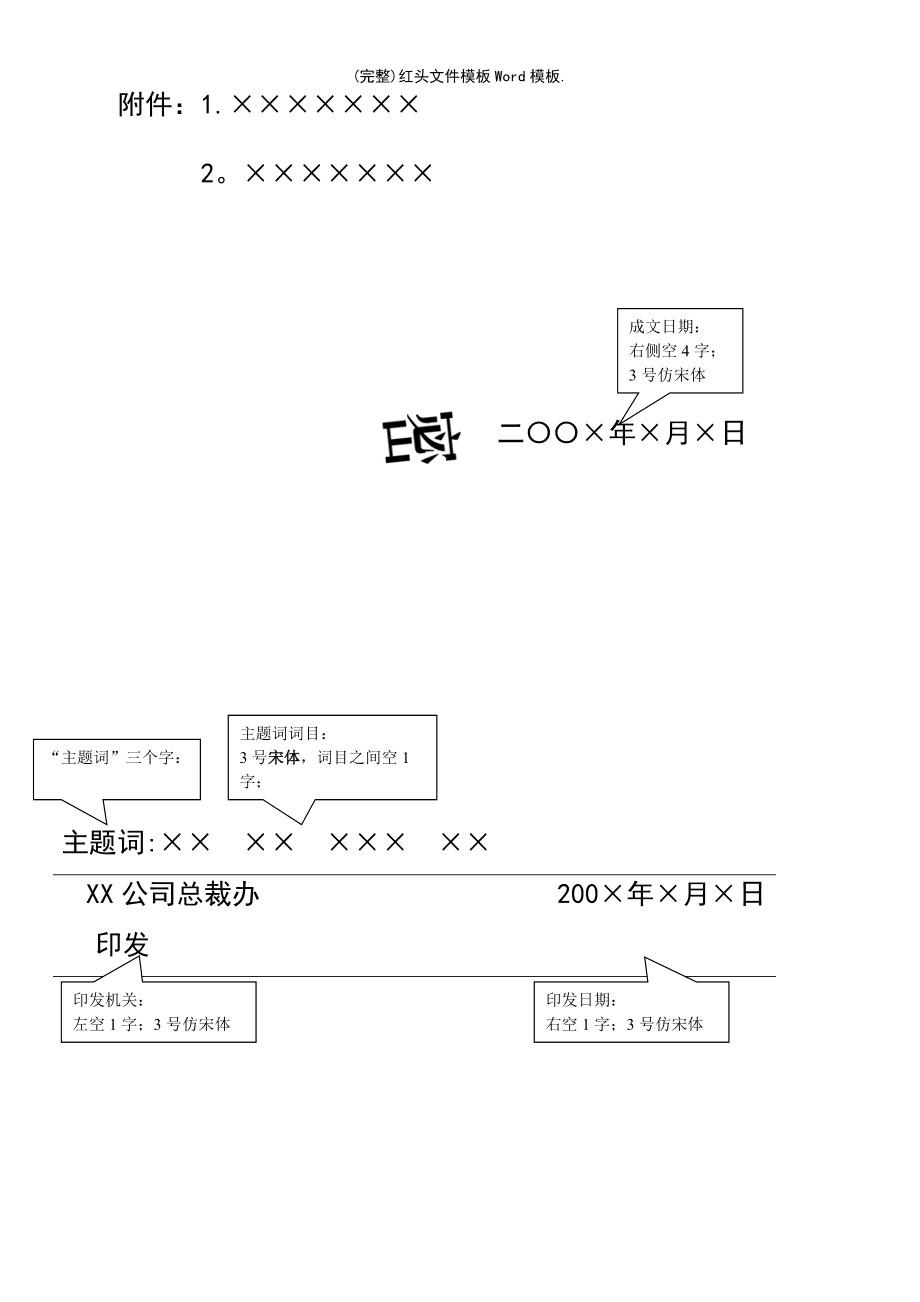 (完整)红头文件模板Word模板.
附件：1.×××××××
2。×××××××
成文日期：
右侧空4字；
3号仿宋体
二〇〇×年×月×日
“主题词”三个字：
主题词词目：
3号宋体，词目之间空1
字；
主题词:×× ×× ××× ××
XX公司总裁办 200×年×月×日
印发
印发机关：
左空1字；3号仿宋体
印发日期：
右空1字；3号仿宋体